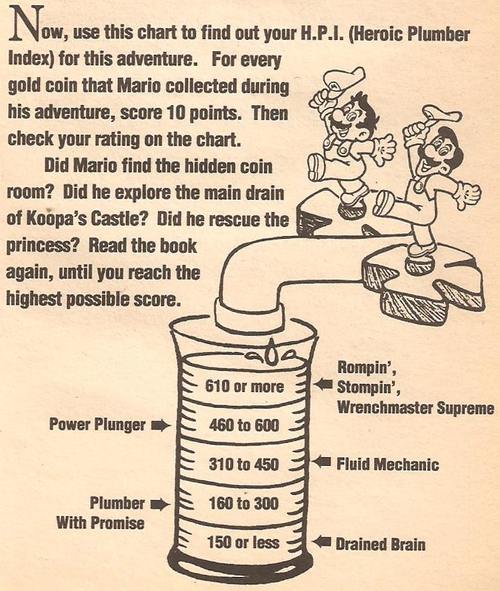 Now, use this chart to find out your H.P.I. (Heroic Plumber
Index) for this adventure. For every
gold coin that Mario collected during
his adventure, score 10 points. Then
check your rating on the chart.
Did Mario find the hidden coin
room? Did he explore the main drain
of Koopa's Castle? Did he rescue the
princess? Read the book
again, until you reach the
highest possible score.
610 or more
Rompin',
Stompin',
Wrenchmaster Supreme
Power Plunger
460 to 600
310 to 450
Fluid Mechanic
Plumber
With Promise
160 to 300
150 or less
Drained Brain